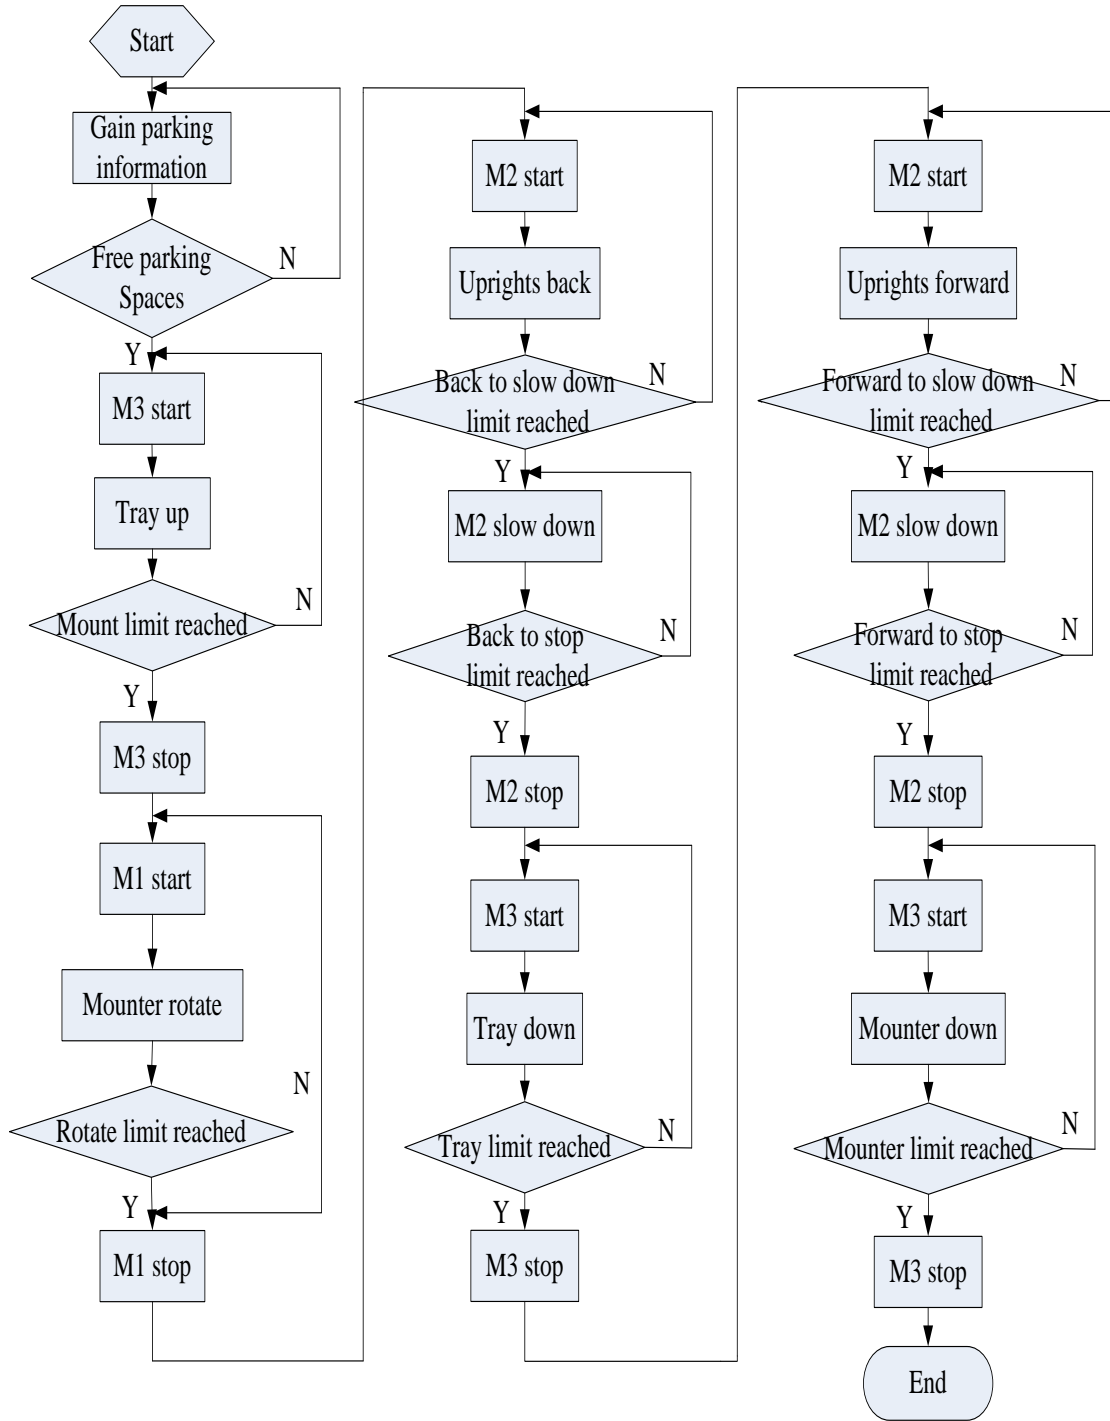 Start
Gain parking
information
Free parking
Spaces
N
Y
M3 start
Tray up
Mount limit reached
N
Y
M3 stop
M1 start
Mounter rotate
N
Rotate limit reached
Y
M1 stop
M2 start
Uprights back
Back to slow down
limit reached
N
Y
M2 slow down
Back to stop
limit reached
N
Y
M2 stop
M3 start
Tray down
Tray limit reached
N
Y
M3 stop
M2 start
Uprights forward
Forward to slow down
limit reached
N
Y
M2 slow down
Forward to stop
limit reached
N
Y
M2 stop
M3 start
Mounter down
Mounter limit reached
N
Y
M3 stop
End